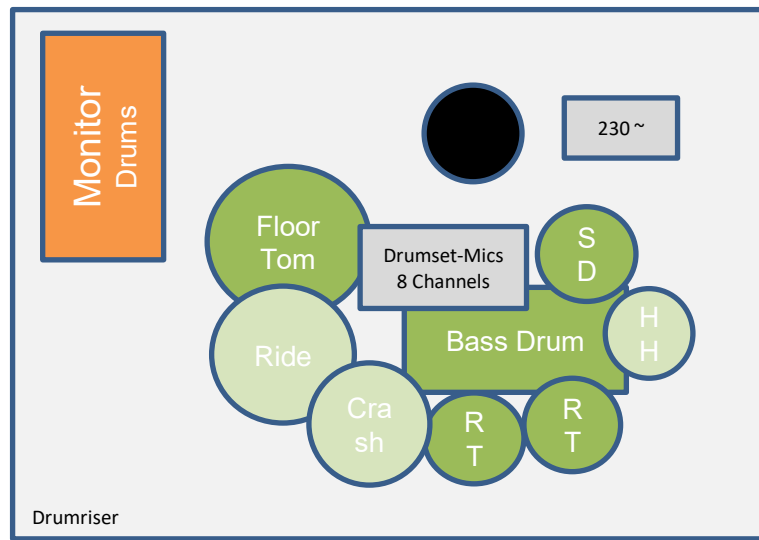 Monitor
Drums
230 ~
Floor
Tom
Drumset-Mics
8 Channels
S
D
Ride
Bass Drum
H
H
Cra
sh
R
T
R
T
Drumriser